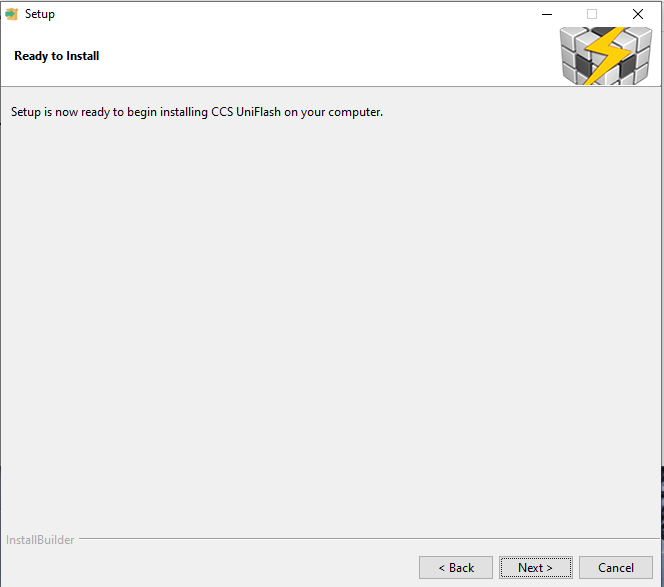 Setup
Ready to Install
Setup is now ready to begin installing CCS UniFlash on your computer.
InstallBuilder
< Back
Next >
Cancel